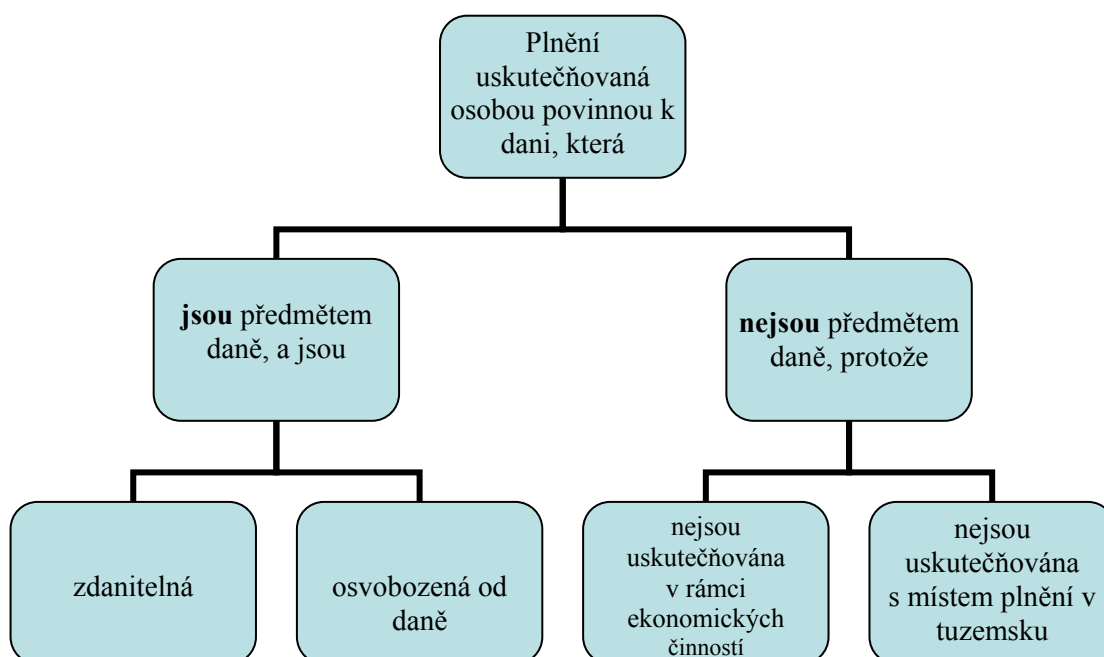 Plnění
uskutečňovaná
osobou povinnou k
dani, která
jsou předmětem
daně, a jsou
nejsou předmětem
daně, protože
zdanitelná
osvobozená od
daně
nejsou
uskutečňována
v rámci
ekonomických
činností
nejsou
uskutečňována
s místem plnění v
tuzemsku